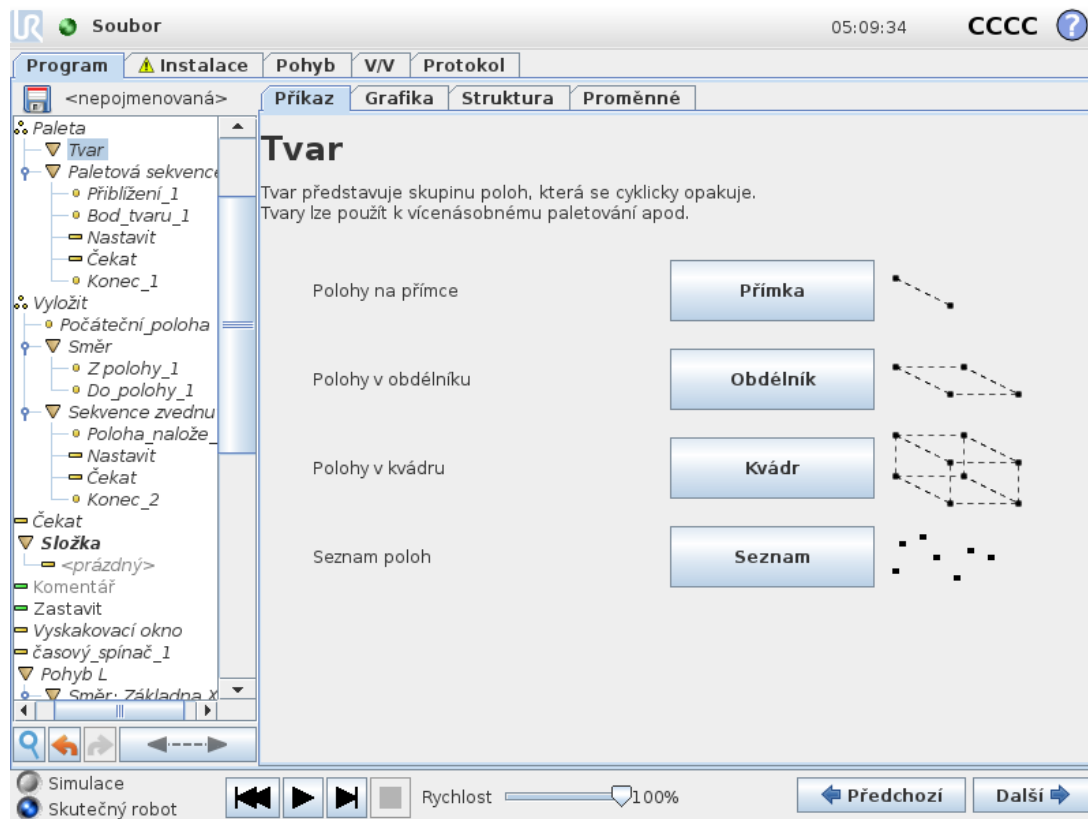 UR Soubor 05:09:34 CCCC ?
Program Instalace Pohyb V/V Protokol
<nepojmenovaná> Příkaz Grafika Struktura Proměnné
Paleta
Tvar
Paletová sekvence
Přiblížení_1
Bod_tvaru_1
Nastavit
Čekat
Konec_1
Vyložit
Počáteční_poloha
Směr
Z polohy_1
Do_polohy_1
Sekvence zvednu
Poloha_nalože_
Nastavit
Čekat
Konec_2
Čekat
Složka
<prázdný>
Komentář
Zastavit
Vyskakovací okno
časový_spínač_1
Pohyb L
Směr: Základna X
Tvar
Tvar představuje skupinu poloh, která se cyklicky opakuje.
Tvary lze použít k vícenásobnému paletování apod.
Polohy na přímce Přímka
Polohy v obdélníku Obdélník
Polohy v kvádru Kvádr
Seznam poloh Seznam
Simulace
Skutečný robot
Rychlost 100%
Předchozí Další